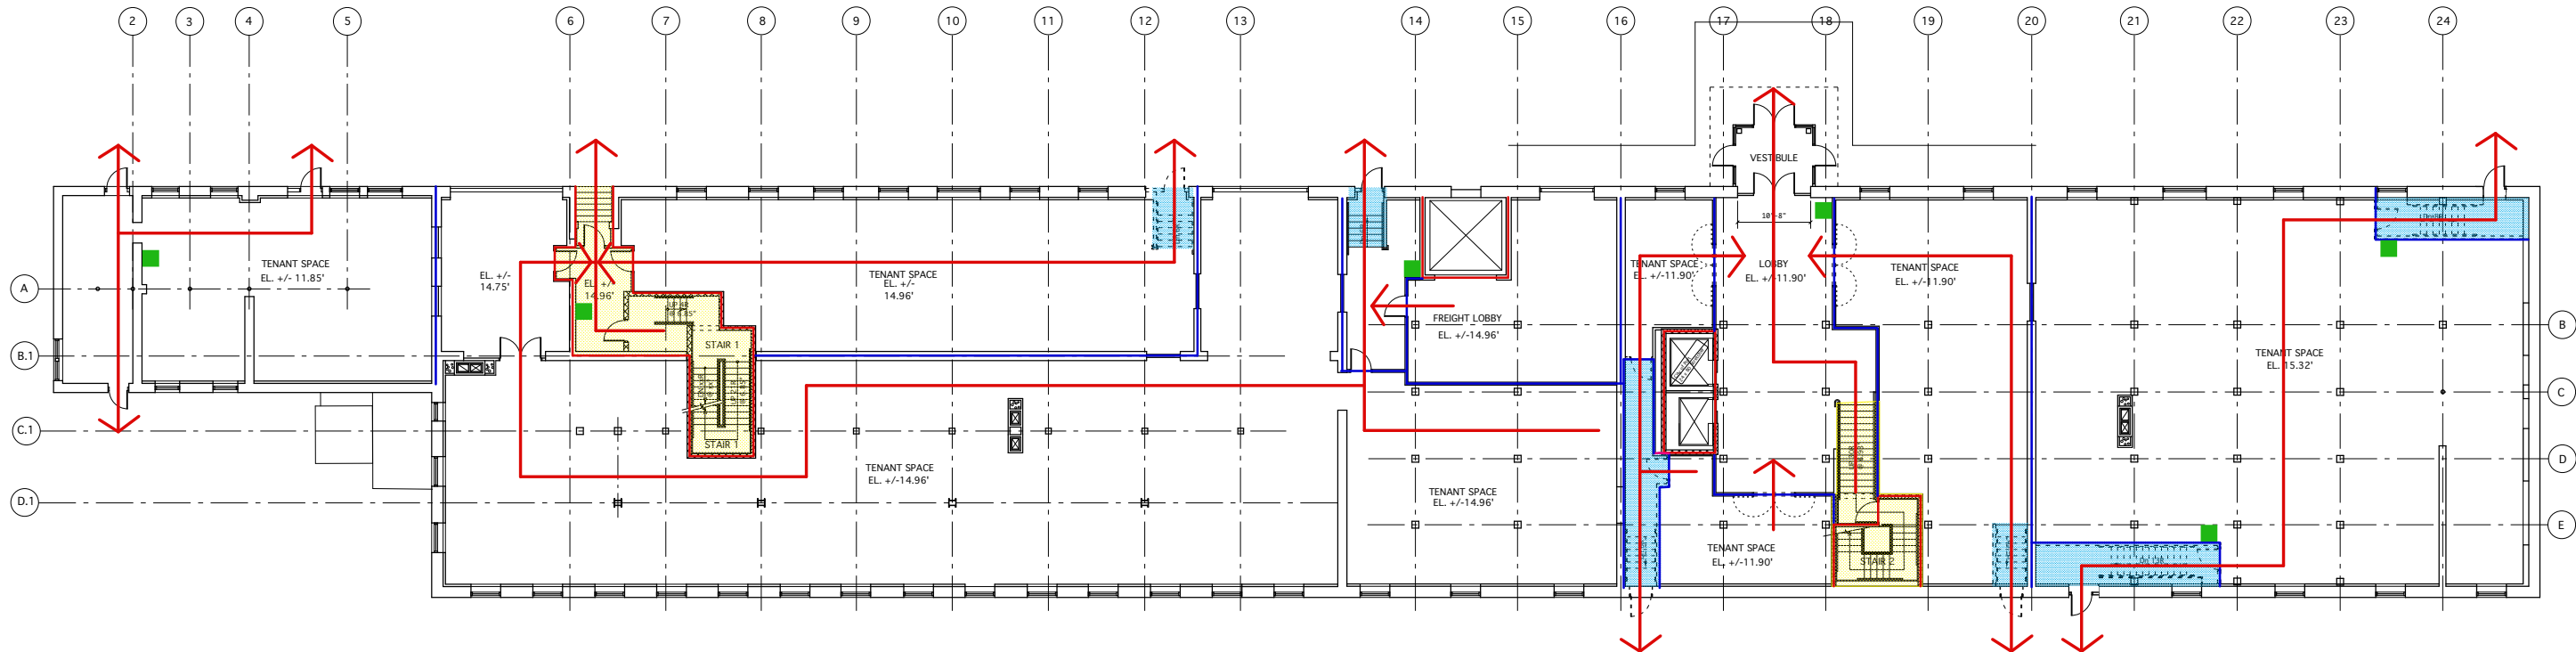 2 3 4 5 6 7 8 9 10 11 12 13 14 15 16 17 18 19 20 21 22 23 24
VESTIBULE
10'-8"
TENANT SPACE
EL. +/- 11.85'
EL. +/-
14.75'
EL. +/-
14.96'
TENANT SPACE
EL. +/-
14.96'
TENANT SPACE
EL. +/-11.90'
LOBBY
EL. +/-11.90'
TENANT SPACE
EL. +/-11.90'
A
FREIGHT LOBBY
EL. +/-14.96'
B
STAIR 1
B.1
TENANT SPACE
EL. 15.32'
C
C.1
STAIR 1
D
TENANT SPACE
EL. +/-14.96'
TENANT SPACE
EL. +/-14.96'
D.1
E
TENANT SPACE
EL. +/-11.90'
STAIR 2